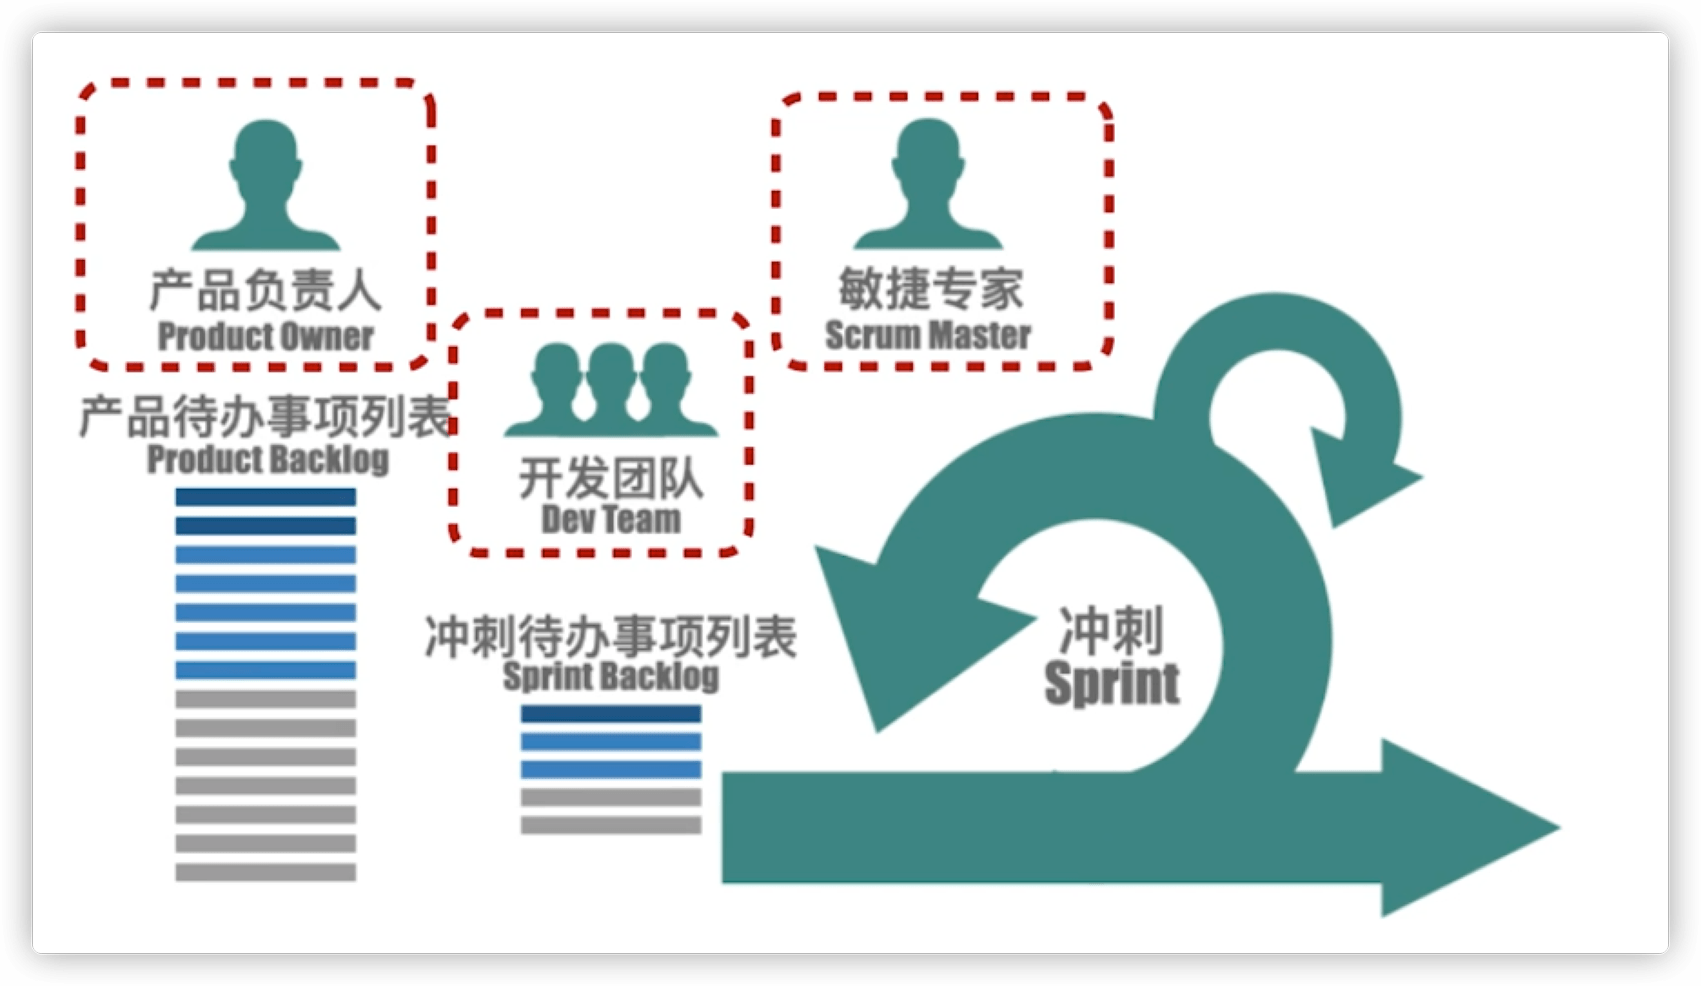 产品负责人
Product Owner
产品待办事项列表
Product Backlog
开发团队
Dev Team
冲刺待办事项列表
Sprint Backlog
敏捷专家
Scrum Master
冲刺
Sprint